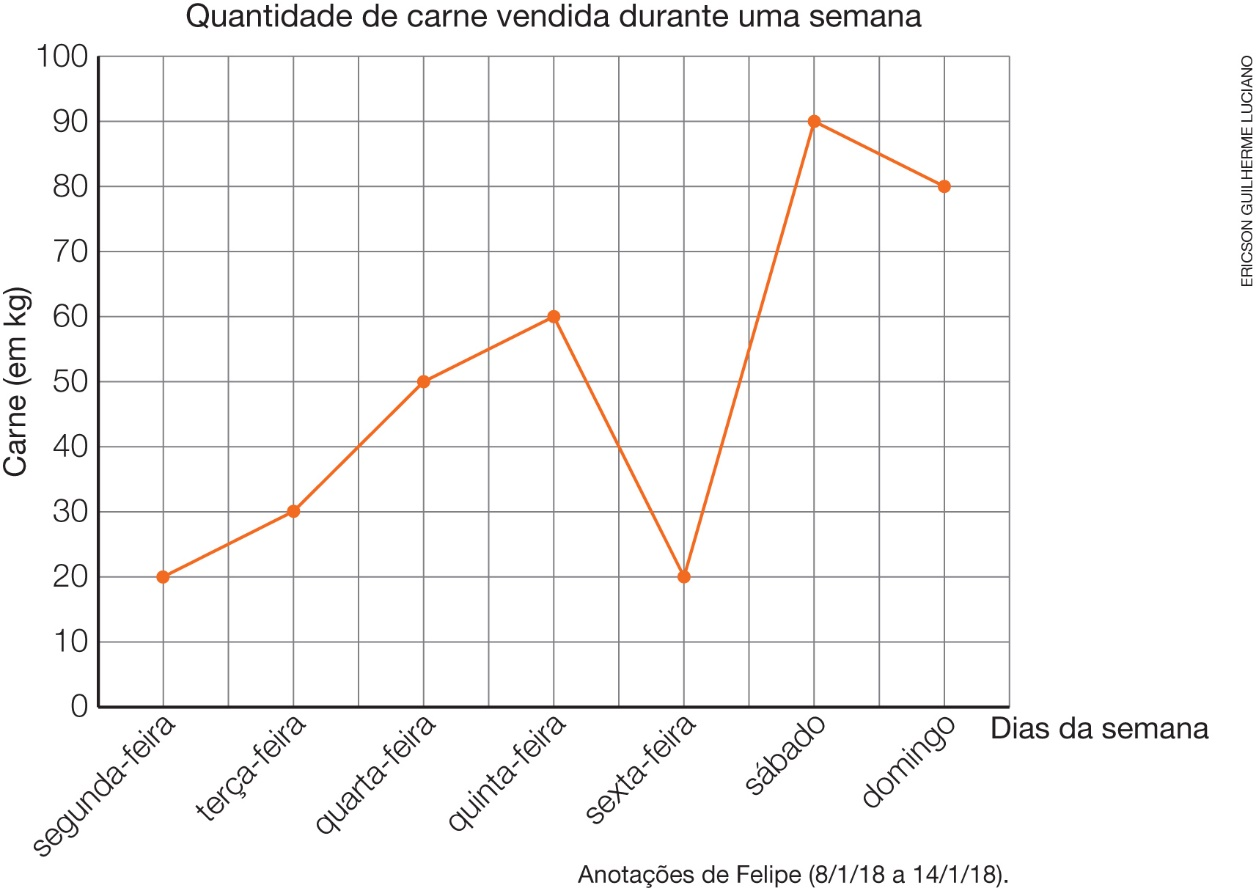 Quantidade de carne vendida durante uma semana
100
90
80
70
60
50
40
30
20
10
0
Carne (em kg)
segunda-feira
terça-feira
quarta-feira
quinta-feira
sexta-feira
sábado
domingo
Dias da semana
Anotações de Felipe (8/1/18 a 14/1/18).
ERICSON GUILHERME LUCIANO